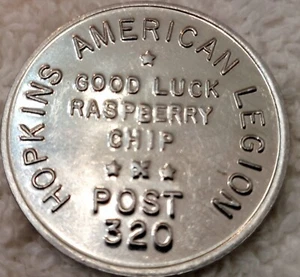 HOPKINS AMERICAN LEGION
GOOD LUCK
RASPBERRY
CHIP
POST
320